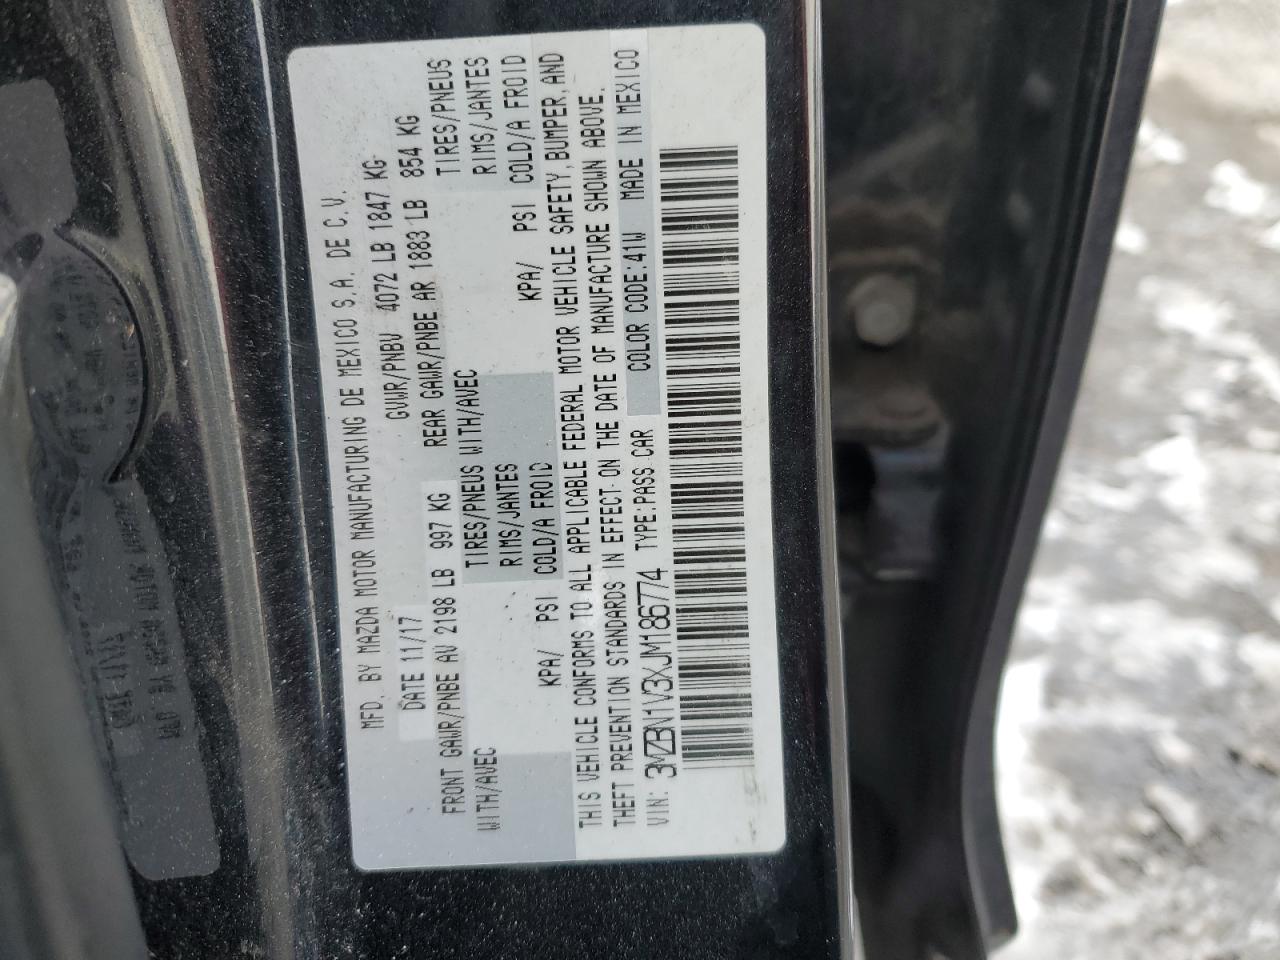 MFD. BY MAZDA MOTOR MANUFACTURING DE MEXICO S.A. DE C.V.
DATE 11/17 GVWR/PNBV 4072 LB 1847 KG
FRONT GAWR/PNBE AV 2198 LB 997 KG REAR GAWR/PNBE AR 1883 LB 854 KG
WITH/AVEC TIRES/PNEUS WITH/AVEC TIRES/PNEUS
RIMS/JANTES RIMS/JANTES
KPA/ PSI COLD/A FROID KPA/ PSI COLD/A FROID
THIS VEHICLE CONFORMS TO ALL APPLICABLE FEDERAL MOTOR VEHICLE SAFETY, BUMPER, AND
THEFT PREVENTION STANDARDS IN EFFECT ON THE DATE OF MANUFACTURE SHOWN ABOVE.
VIN: 3MZBN1V3XJM186774 TYPE:PASS CAR COLOR CODE:41W MADE IN MEXICO